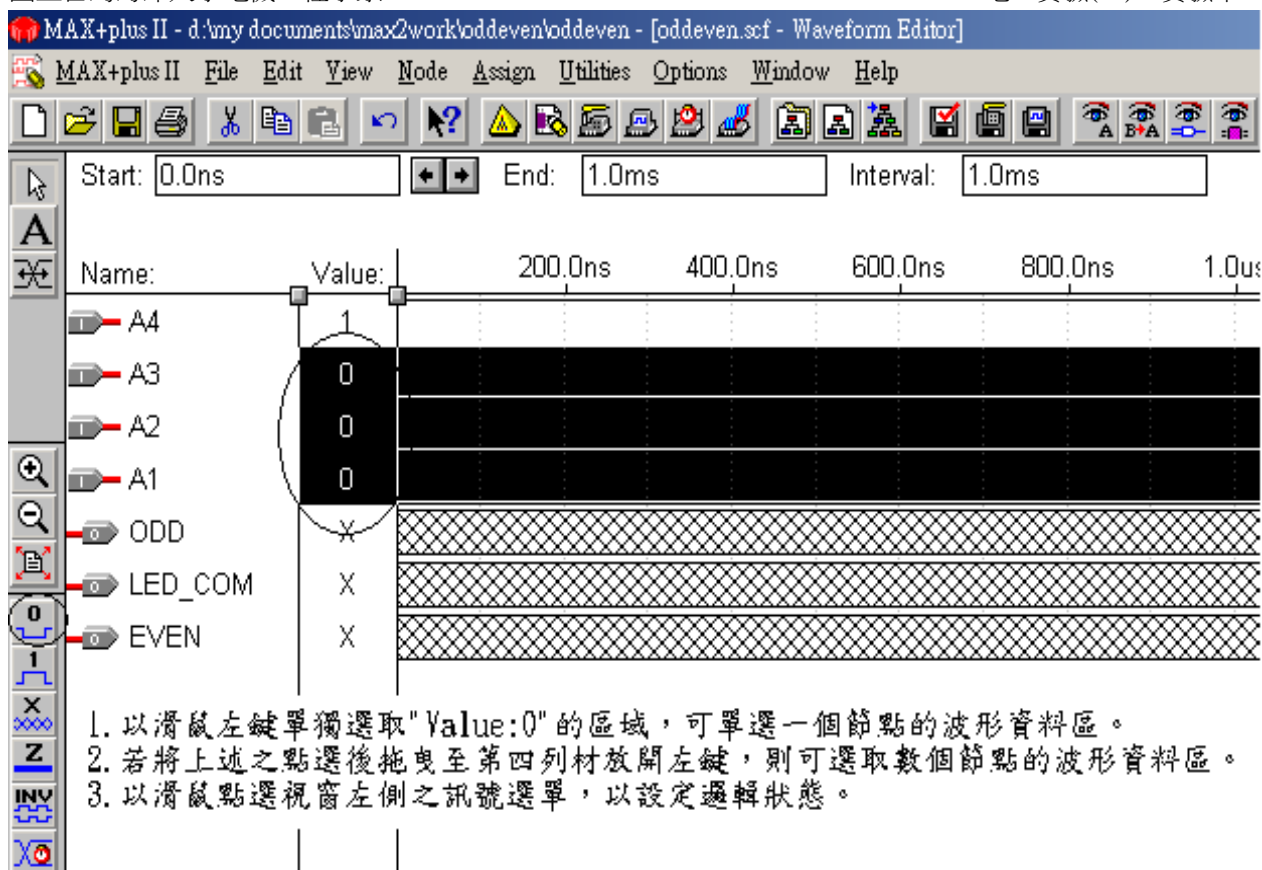 MAX+plus II - d:\my documents\max2work\oddeven\oddeven - [oddeven.scf - Waveform Editor]
MAX+plus II File Edit View Node Assign Utilities Options Window Help
Start: 0.0ns End: 1.0ms Interval: 1.0ms
Name: Value: 200.0ns 400.0ns 600.0ns 800.0ns 1.0us
A4 1
A3 0
A2 0
A1 0
ODD X
LED_COM X
EVEN X
1. 以滑鼠左鍵單獨選取"Value:0"的區域，可單選一個節點的波形資料區。
2. 若將上述之點選後拖曳至第四列材放開左鍵，則可選取數個節點的波形資料區。
3. 以滑鼠點選視窗左側之訊號選單，以設定邏輯狀態。
A
0
1
X
Z
INV